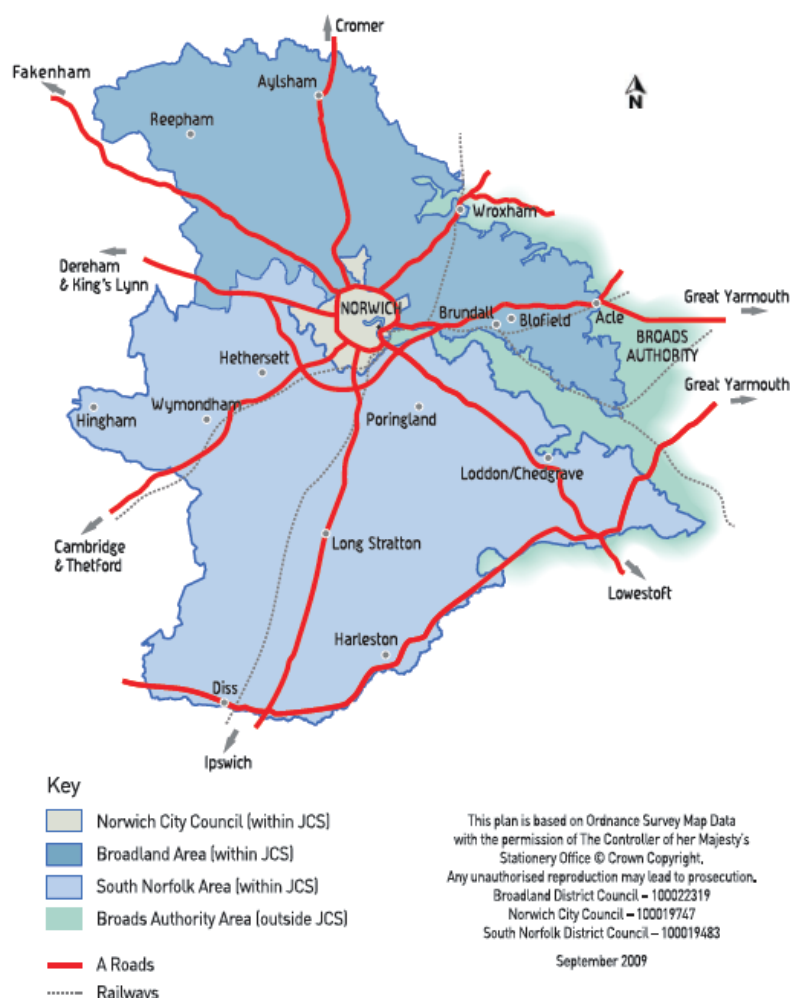 Cromer
Fakenham
Aylsham
N
Reepham
Wroxham
Dereham
& King's Lynn
NORWICH
Great Yarmouth
Brundall
Blofield
Acle
BROADS
AUTHORITY
Hethersett
Great Yarmouth
Hingham
Wymondham
Poringland
Loddon/Chedgrave
Cambridge
& Thetford
Long Stratton
Lowestoft
Harleston
Diss
Ipswich
Key
Norwich City Council (within JCS)
Broadland Area (within JCS)
South Norfolk Area (within JCS)
Broads Authority Area (outside JCS)
A Roads
Railways
This plan is based on Ordnance Survey Map Data
with the permission of The Controller of her Majesty's
Stationery Office © Crown Copyright.
Any unauthorised reproduction may lead to prosecution.
Broadland District Council – 100022319
Norwich City Council – 100019747
South Norfolk District Council – 100019483
September 2009